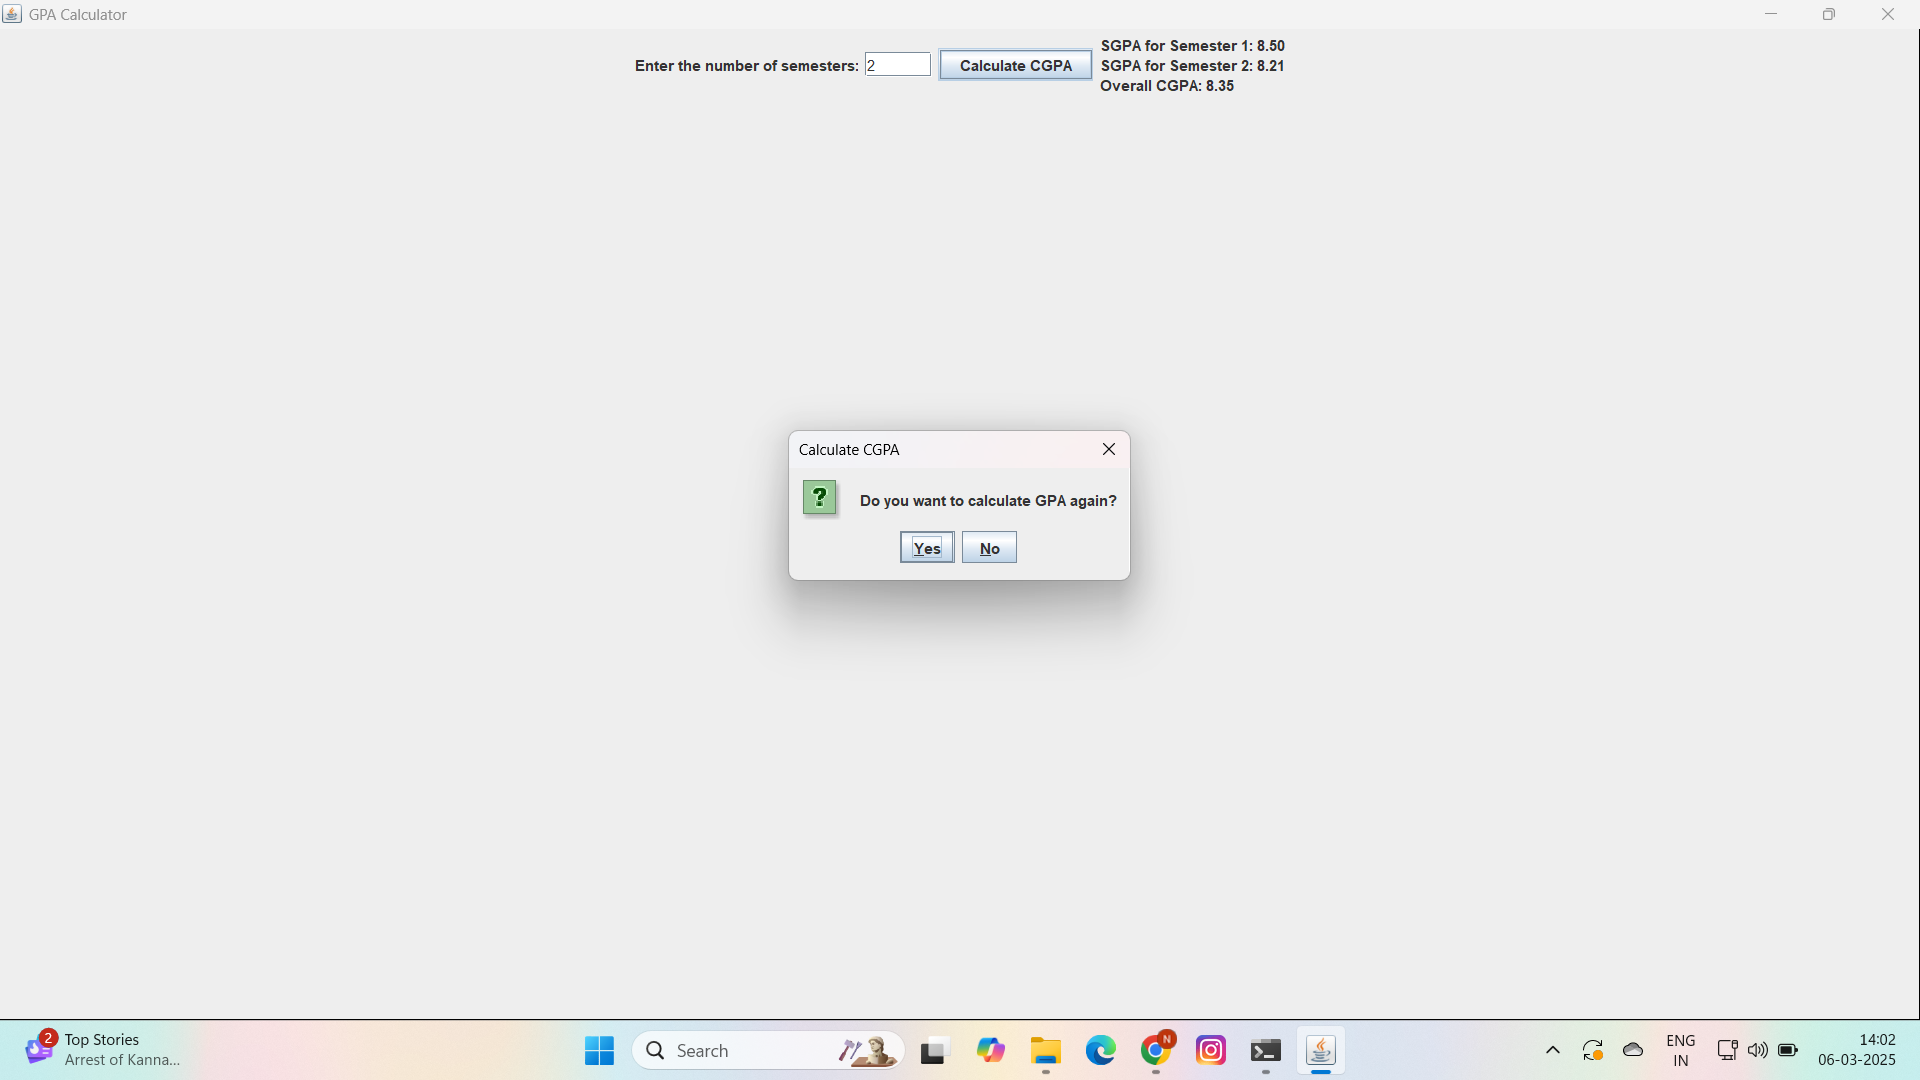 GPA Calculator
Enter the number of semesters: 2 Calculate CGPA
SGPA for Semester 1: 8.50
SGPA for Semester 2: 8.21
Overall CGPA: 8.35
Calculate CGPA
? Do you want to calculate GPA again?
Yes No
2 Top Stories
Arrest of Kanna...
Search
N
ENG
IN
14:02
06-03-2025